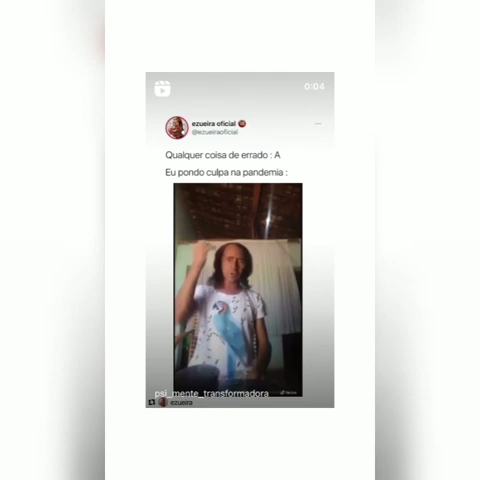 0:04
ezueira oficial
@ezueiraoficial
Qualquer coisa de errado : A
Eu pondo culpa na pandemia :
psi_mente_transformadora
ezueira